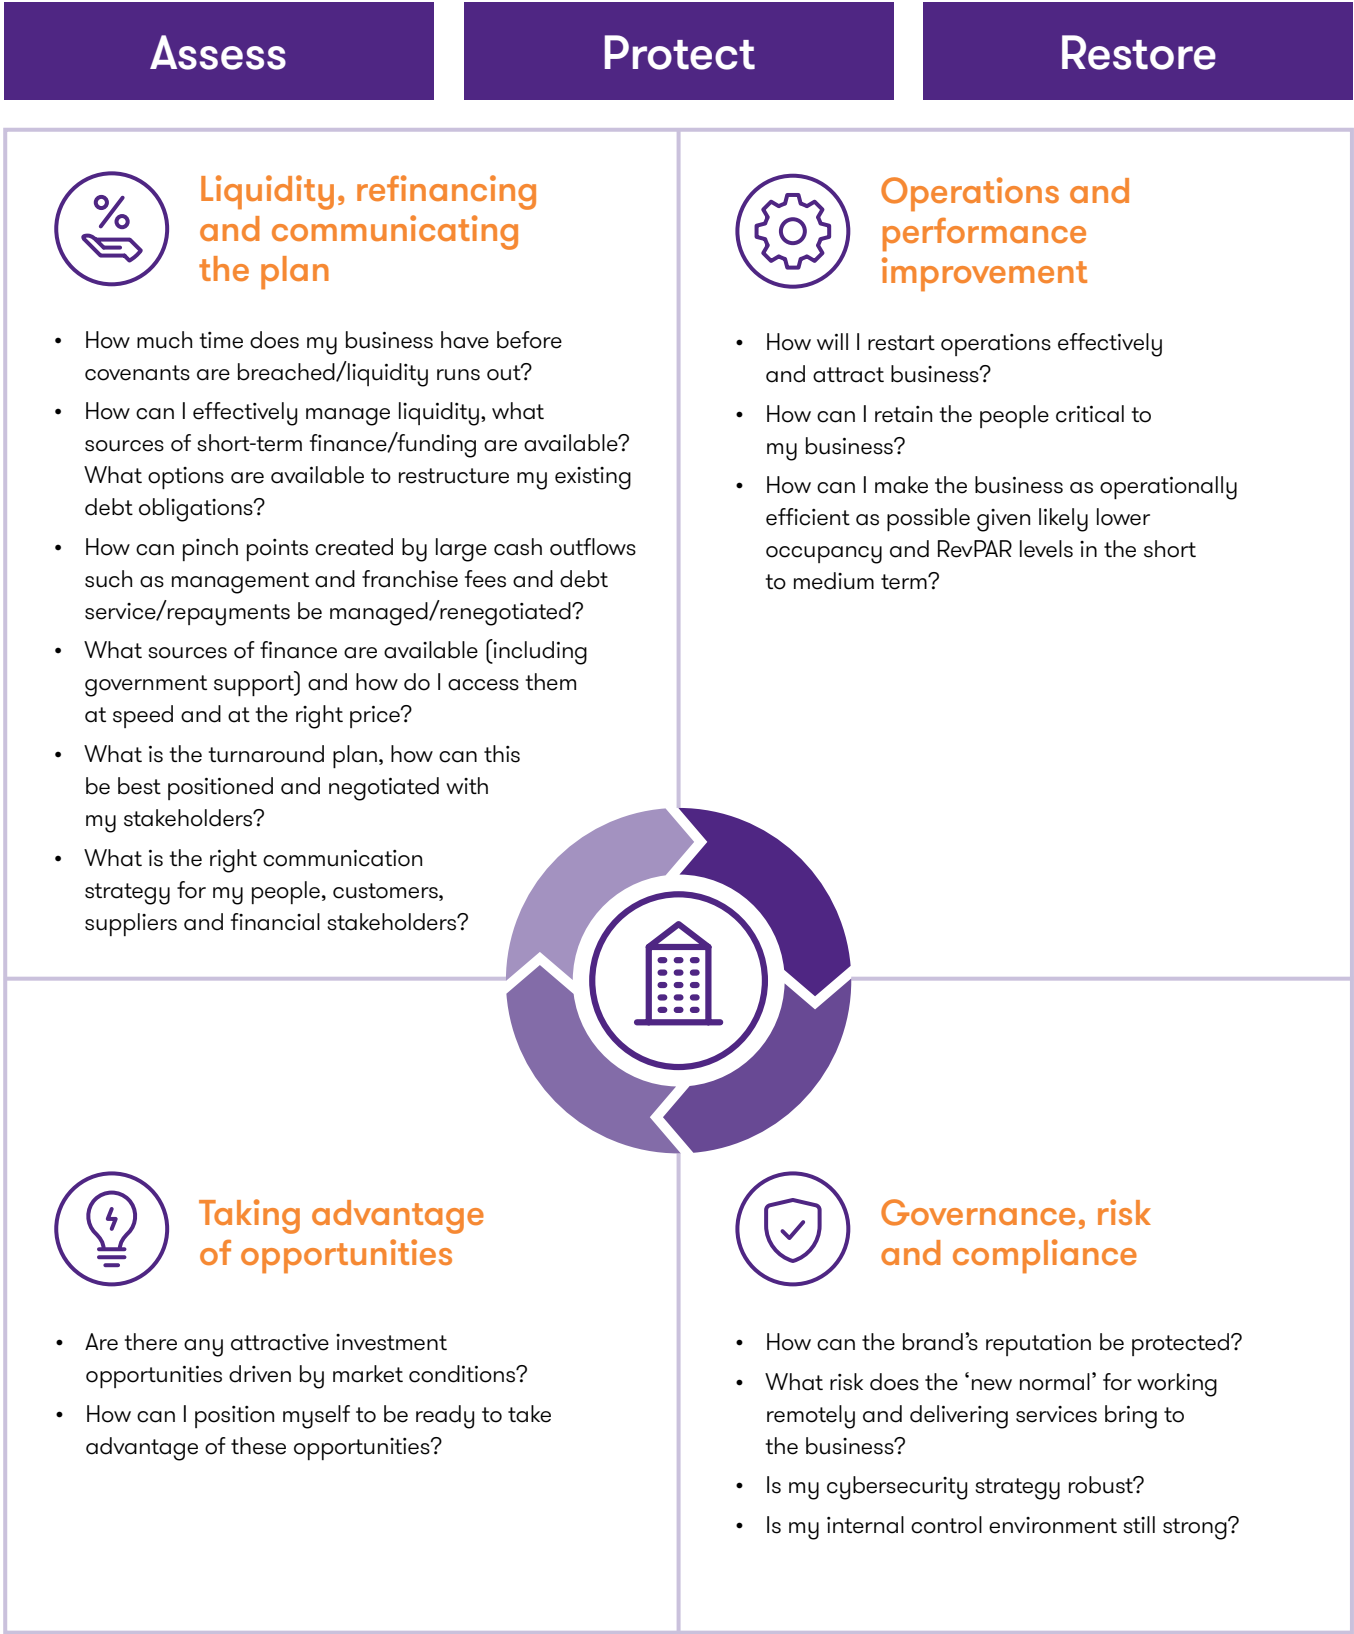 Assess
Protect
Restore
Liquidity, refinancing
and communicating
the plan
• How much time does my business have before
covenants are breached/liquidity runs out?
• How can I effectively manage liquidity, what
sources of short-term finance/funding are available?
What options are available to restructure my existing
debt obligations?
• How can pinch points created by large cash outflows
such as management and franchise fees and debt
service/repayments be managed/renegotiated?
• What sources of finance are available (including
government support) and how do I access them
at speed and at the right price?
• What is the turnaround plan, how can this
be best positioned and negotiated with
my stakeholders?
• What is the right communication
strategy for my people, customers,
suppliers and financial stakeholders?
Operations and
performance
improvement
• How will I restart operations effectively
and attract business?
• How can I retain the people critical to
my business?
• How can I make the business as operationally
efficient as possible given likely lower
occupancy and RevPAR levels in the short
to medium term?
Taking advantage
of opportunities
• Are there any attractive investment
opportunities driven by market conditions?
• How can I position myself to be ready to take
advantage of these opportunities?
Governance, risk
and compliance
• How can the brand’s reputation be protected?
• What risk does the ‘new normal’ for working
remotely and delivering services bring to
the business?
• Is my cybersecurity strategy robust?
• Is my internal control environment still strong?